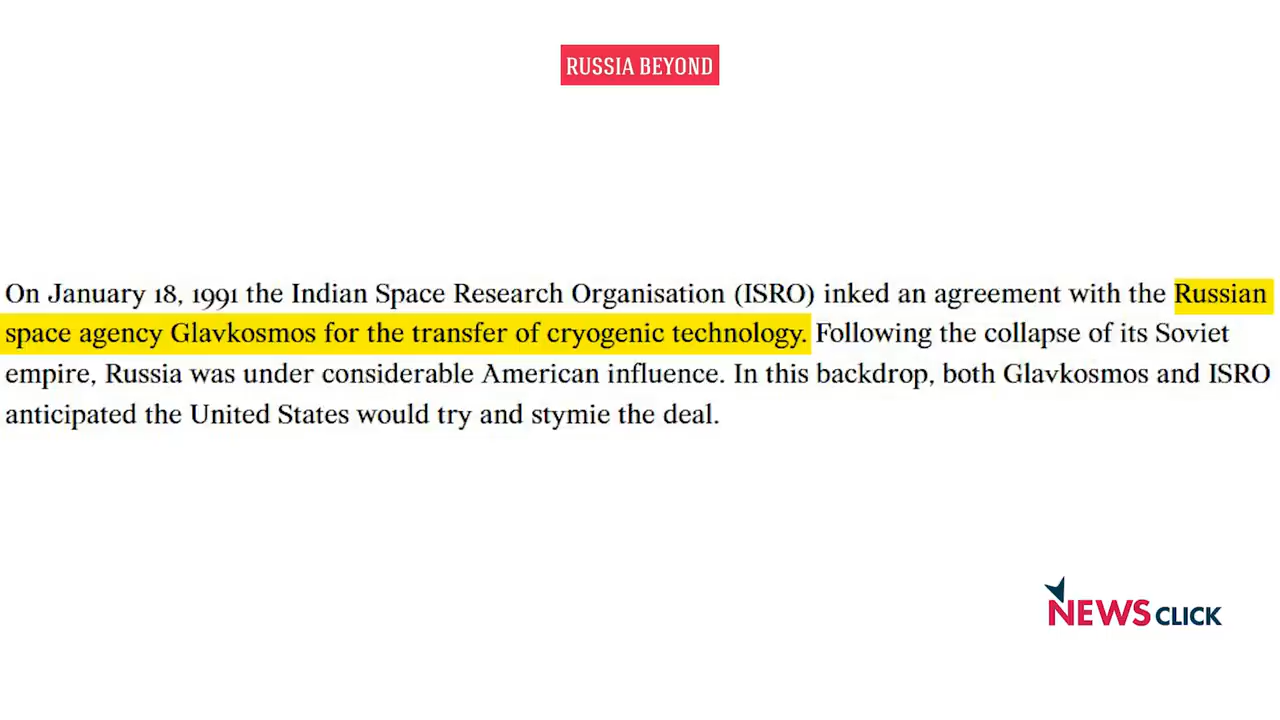 RUSSIA BEYOND
On January 18, 1991 the Indian Space Research Organisation (ISRO) inked an agreement with the Russian
space agency Glavkosmos for the transfer of cryogenic technology. Following the collapse of its Soviet
empire, Russia was under considerable American influence. In this backdrop, both Glavkosmos and ISRO
anticipated the United States would try and stymie the deal.
NEWSCLICK